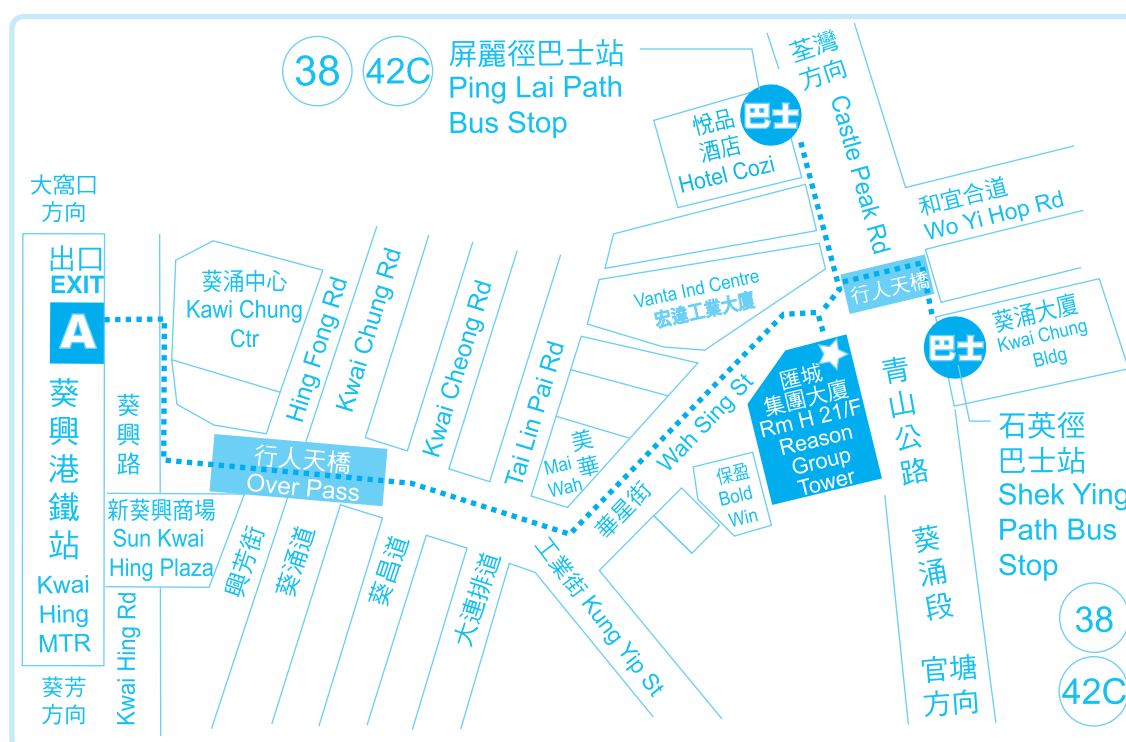 38
42C
屏麗徑巴士站
Ping Lai Path
Bus Stop
荃灣
方向
Castle Peak Rd
巴士
悅品
酒店
Hotel Cozi
和宜合道
Wo Yi Hop Rd
大窩口
方向
出口
EXIT
A
葵興港鐵站
Kwai
Hing
MTR
葵芳
方向
葵興路
Kwai Hing Rd
葵涌中心
Kawi Chung
Ctr
Hing Fong Rd
Kwai Chung Rd
Kwai Cheong Rd
Tai Lin Pai Rd
Vanta Ind Centre
宏達工業大廈
行人天橋
巴士
葵涌大廈
Kwai Chung
Bldg
匯城
集團大廈
Rm H 21/F
Reason
Group
Tower
青山公路
葵涌段
官塘
方向
石英徑
巴士站
Shek Ying
Path Bus
Stop
38
42C
行人天橋
Over Pass
新葵興商場
Sun Kwai
Hing Plaza
興芳街
葵涌道
葵昌道
大連排道
美華
Mai
Wah
華星街 Wah Sing St
保盈
Bold
Win
工業街 Kung Yip St